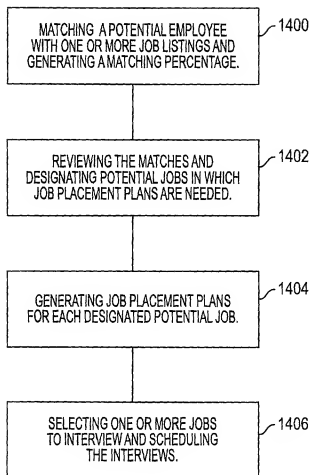 MATCHING A POTENTIAL EMPLOYEE
WITH ONE OR MORE JOB LISTINGS AND
GENERATING A MATCHING PERCENTAGE.
1400
REVIEWING THE MATCHES AND
DESIGNATING POTENTIAL JOBS IN WHICH
JOB PLACEMENT PLANS ARE NEEDED.
1402
GENERATING JOB PLACEMENT PLANS
FOR EACH DESIGNATED POTENTIAL JOB.
1404
SELECTING ONE OR MORE JOBS
TO INTERVIEW AND SCHEDULING
THE INTERVIEWS.
1406